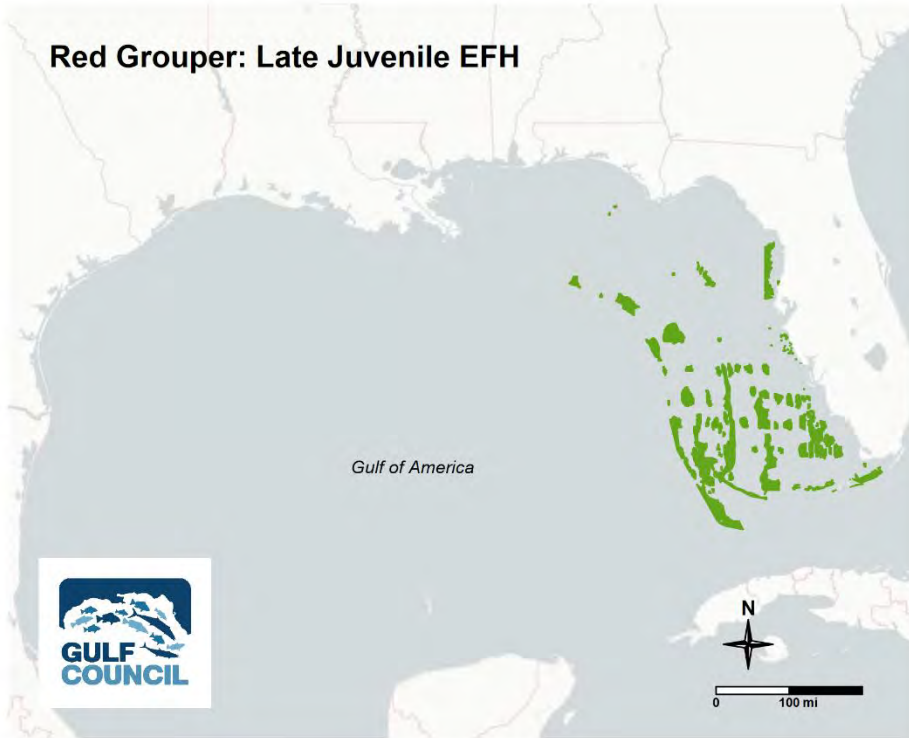 Red Grouper: Late Juvenile EFH
Gulf of America
GULF
COUNCIL
N
0 100 mi